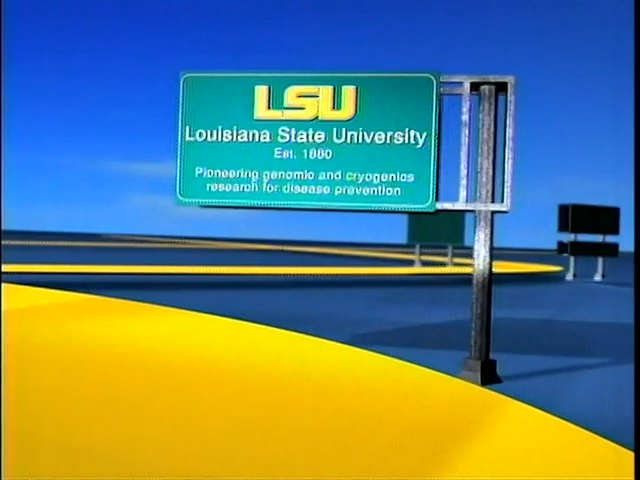 LSU
Louisiana State University
Est. 1860
Pioneering genomic and cryogenics
research for disease prevention